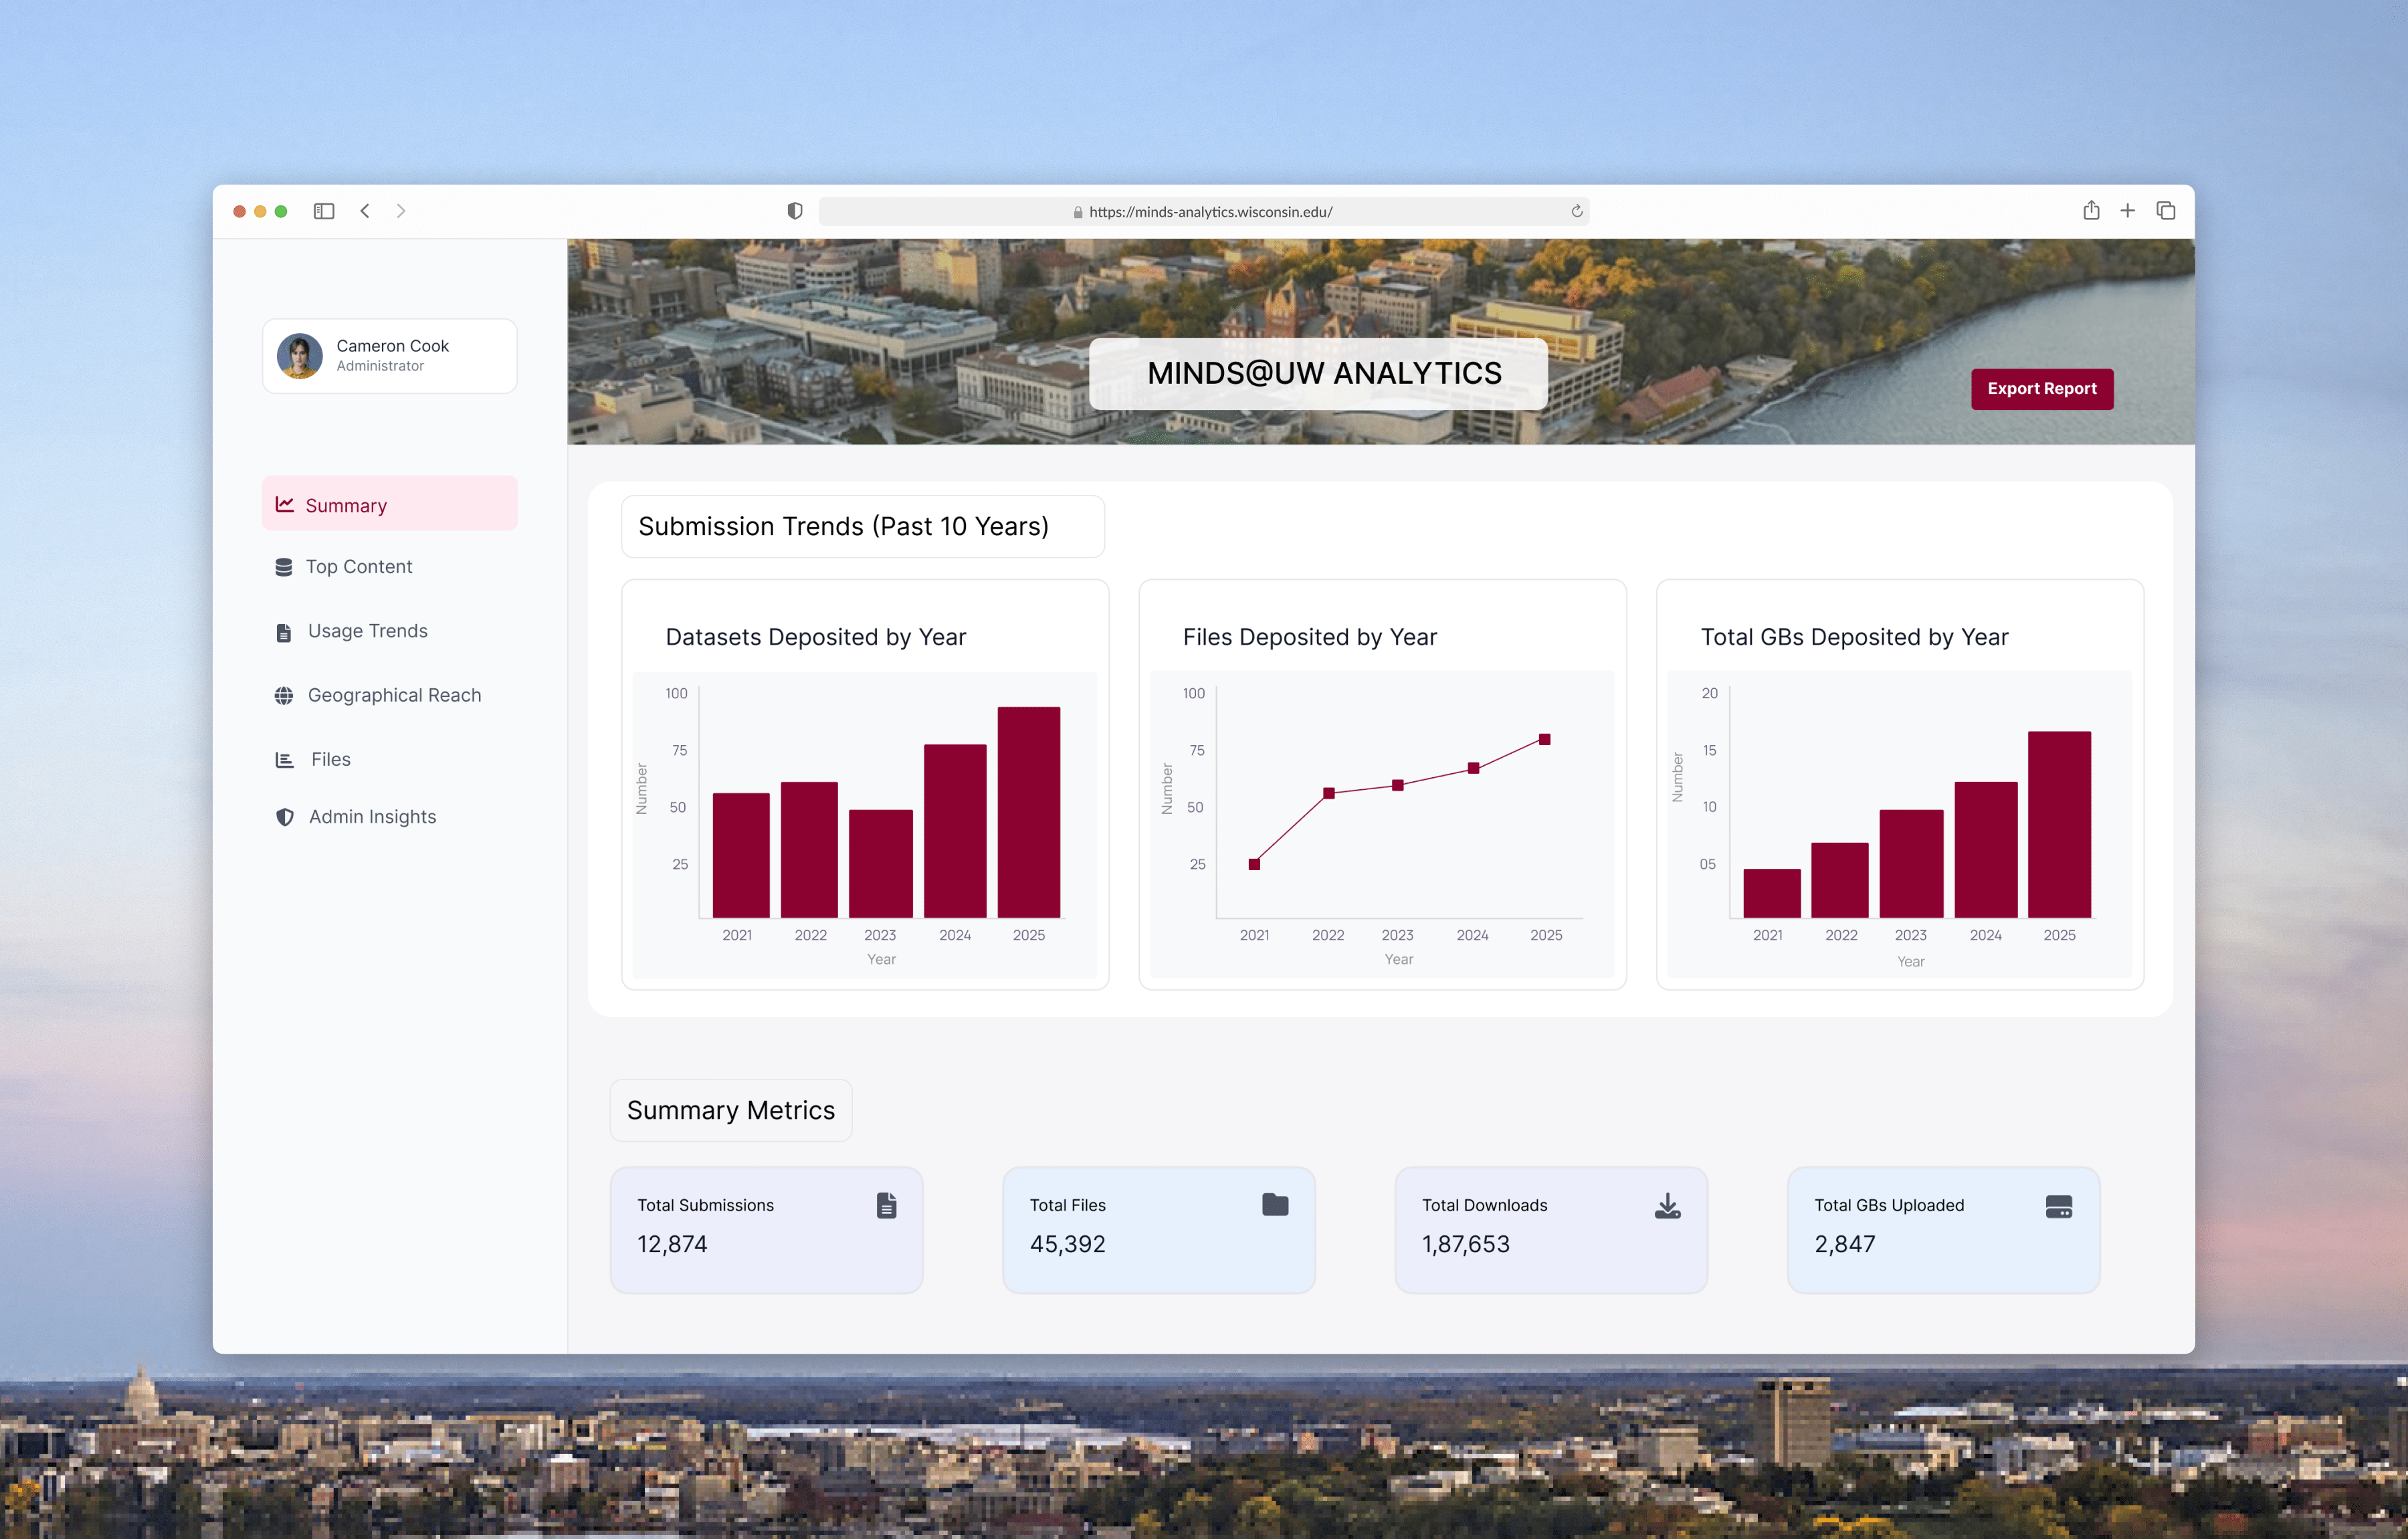 https://minds-analytics.wisconsin.edu/
Cameron Cook
Administrator
Summary
Top Content
Usage Trends
Geographical Reach
Files
Admin Insights
MINDS@UW ANALYTICS
Export Report
Submission Trends (Past 10 Years)
Datasets Deposited by Year
100
75
50
25
Number
2021 2022 2023 2024 2025
Year
Files Deposited by Year
100
75
50
25
Number
2021 2022 2023 2024 2025
Year
Total GBs Deposited by Year
20
15
10
05
Number
2021 2022 2023 2024 2025
Year
Summary Metrics
Total Submissions
12,874
Total Files
45,392
Total Downloads
1,87,653
Total GBs Uploaded
2,847